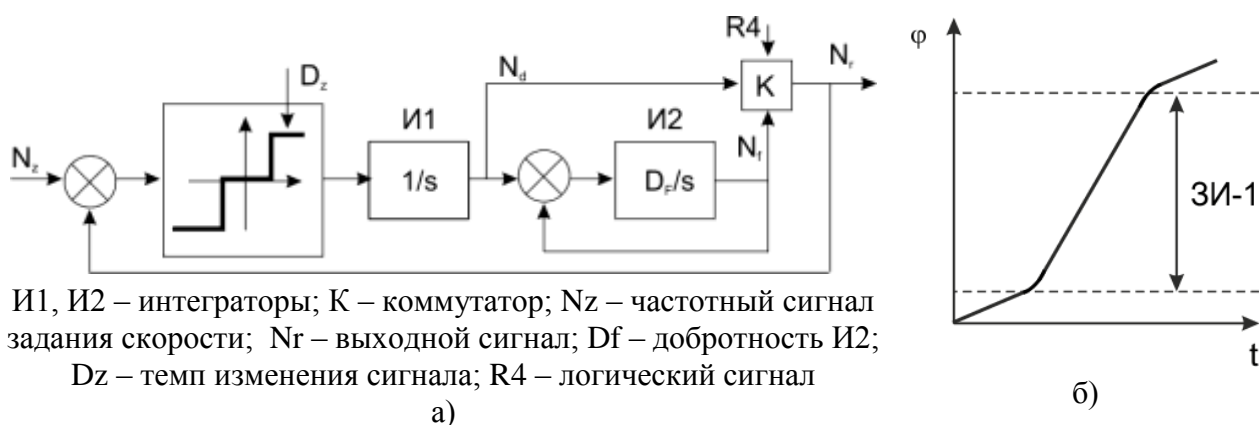 R4
φ
N_d
N_r
D_z
К
И1
И2
N_z
N_f
1/s
D_F/s
ЗИ-1
t
И1, И2 – интеграторы; К – коммутатор; Nz – частотный сигнал
задания скорости; Nr – выходной сигнал; Df – добротность И2;
Dz – темп изменения сигнала; R4 – логический сигнал
а)
б)